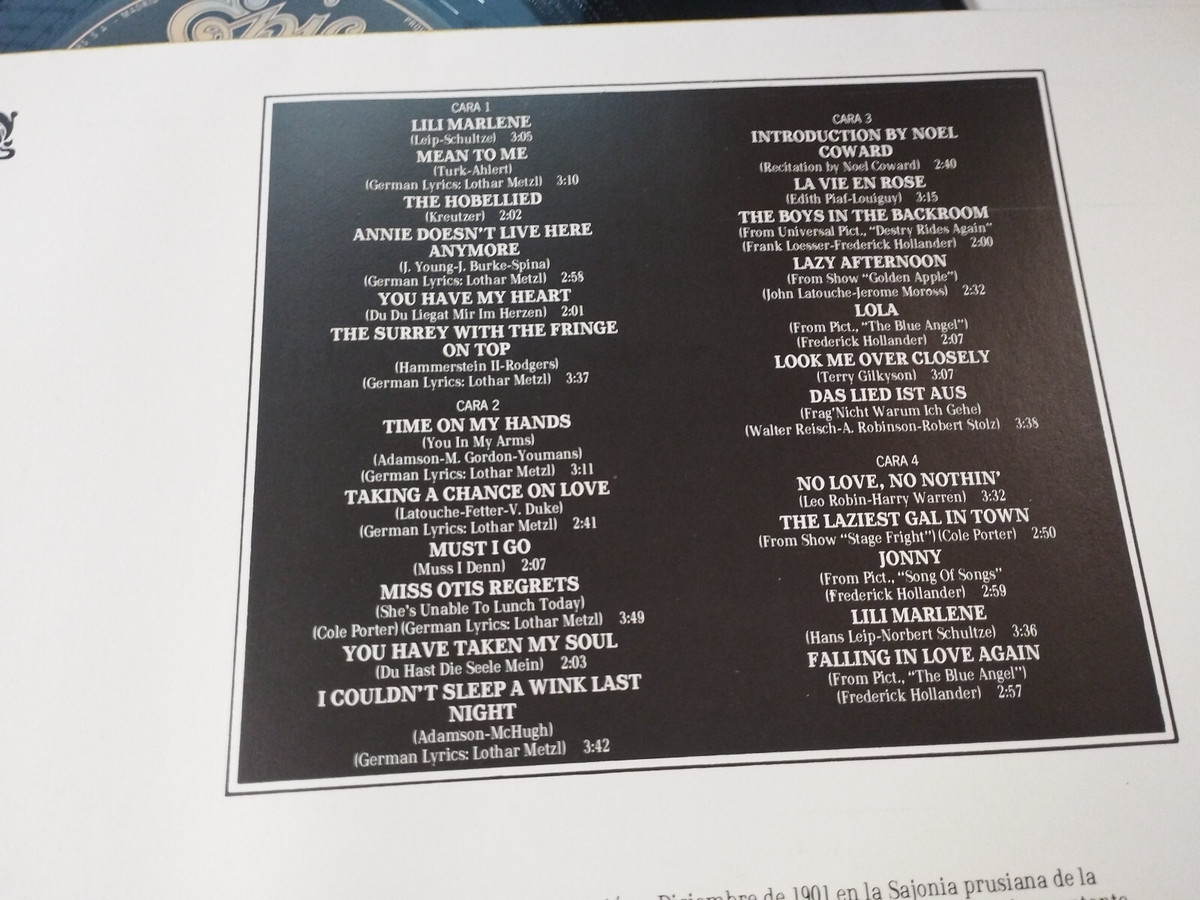 Epic
CARA 1
LILI MARLENE
(Leip-Schultze) 3:05
MEAN TO ME
(Turk-Ahlert)
(German Lyrics: Lothar Metzl) 3:10
THE HOBELLIED
(Kreutzer) 2:02
ANNIE DOESN'T LIVE HERE
ANYMORE
(J. Young-J. Burke-Spina)
(German Lyrics: Lothar Metzl) 2:58
YOU HAVE MY HEART
(Du Du Liegat Mir Im Herzen) 2:01
THE SURREY WITH THE FRINGE
ON TOP
(Hammerstein II-Rodgers)
(German Lyrics: Lothar Metzl) 3:37
CARA 2
TIME ON MY HANDS
(You In My Arms)
(Adamson-M. Gordon-Youmans)
(German Lyrics: Lothar Metzl) 3:11
TAKING A CHANCE ON LOVE
(Latouche-Fetter-V. Duke)
(German Lyrics: Lothar Metzl) 2:41
MUST I GO
(Muss I Denn) 2:07
MISS OTIS REGRETS
(She's Unable To Lunch Today)
(Cole Porter) (German Lyrics: Lothar Metzl) 3:49
YOU HAVE TAKEN MY SOUL
(Du Hast Die Seele Mein) 2:03
I COULDN'T SLEEP A WINK LAST
NIGHT
(Adamson-McHugh)
(German Lyrics: Lothar Metzl) 3:42
CARA 3
INTRODUCTION BY NOEL
COWARD
(Recitation by Noel Coward) 2:40
LA VIE EN ROSE
(Edith Piaf-Louiguy) 3:15
THE BOYS IN THE BACKROOM
(From Universal Pict., "Destry Rides Again"
(Frank Loesser-Frederick Hollander) 2:00
LAZY AFTERNOON
(From Show "Golden Apple")
(John Latouche-Jerome Moross) 2:32
LOLA
(From Pict., "The Blue Angel")
(Frederick Hollander) 2:07
LOOK ME OVER CLOSELY
(Terry Gilkyson) 3:07
DAS LIED IST AUS
(Frag'Nicht Warum Ich Gehe)
(Walter Reisch-A. Robinson-Robert Stolz) 3:38
CARA 4
NO LOVE, NO NOTHIN'
(Leo Robin-Harry Warren) 3:32
THE LAZIEST GAL IN TOWN
(From Show "Stage Fright") (Cole Porter) 2:50
JONNY
(From Pict., "Song Of Songs"
(Frederick Hollander) 2:59
LILI MARLENE
(Hans Leip-Norbert Schultze) 3:36
FALLING IN LOVE AGAIN
(From Pict., "The Blue Angel")
(Frederick Hollander) 2:57
Diciembre de 1901 en la Sajonia prusiana de la